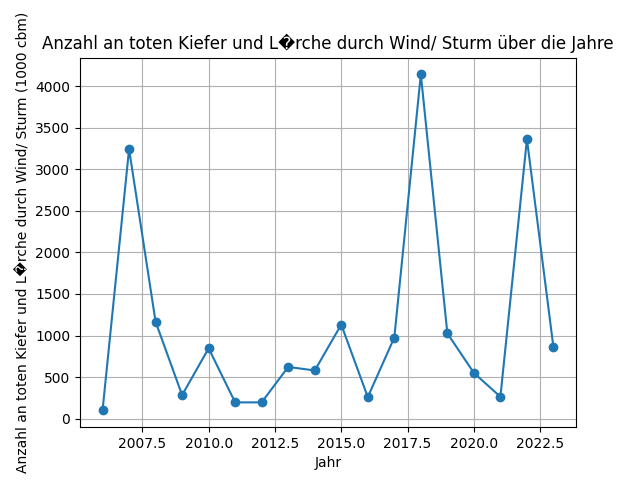 Anzahl an toten Kiefer und L�rche durch Wind/ Sturm über die Jahre
Anzahl an toten Kiefer und L�rche durch Wind/ Sturm (1000 cbm)
4000
3500
3000
2500
2000
1500
1000
500
0
2007.5 2010.0 2012.5 2015.0 2017.5 2020.0 2022.5
Jahr